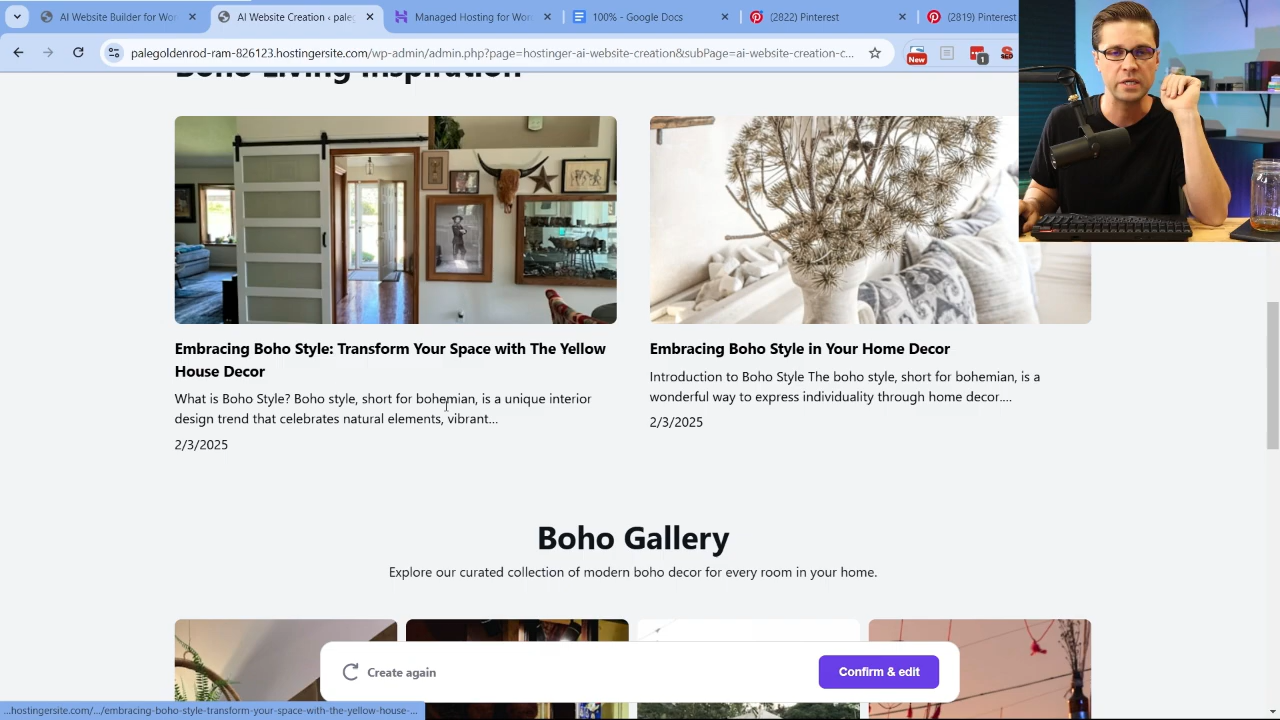 AI Website Builder for Wor
AI Website Creation ‹ pale
Managed Hosting for Wor
100% - Google Docs
(2822) Pinterest
(2819) Pinterest
palegoldenrod-ram-826123.hostingersite.com/wp-admin/admin.php?page=hostinger-ai-website-creation&subPage=ai-website-creation-c...
New
1
Boho Living Inspiration
Embracing Boho Style: Transform Your Space with The Yellow
House Decor
What is Boho Style? Boho style, short for bohemian, is a unique interior
design trend that celebrates natural elements, vibrant...
2/3/2025
Embracing Boho Style in Your Home Decor
Introduction to Boho Style The boho style, short for bohemian, is a
wonderful way to express individuality through home decor....
2/3/2025
Boho Gallery
Explore our curated collection of modern boho decor for every room in your home.
Create again
Confirm & edit
...hostingersite.com/.../embracing-boho-style-transform-your-space-with-the-yellow-house-...